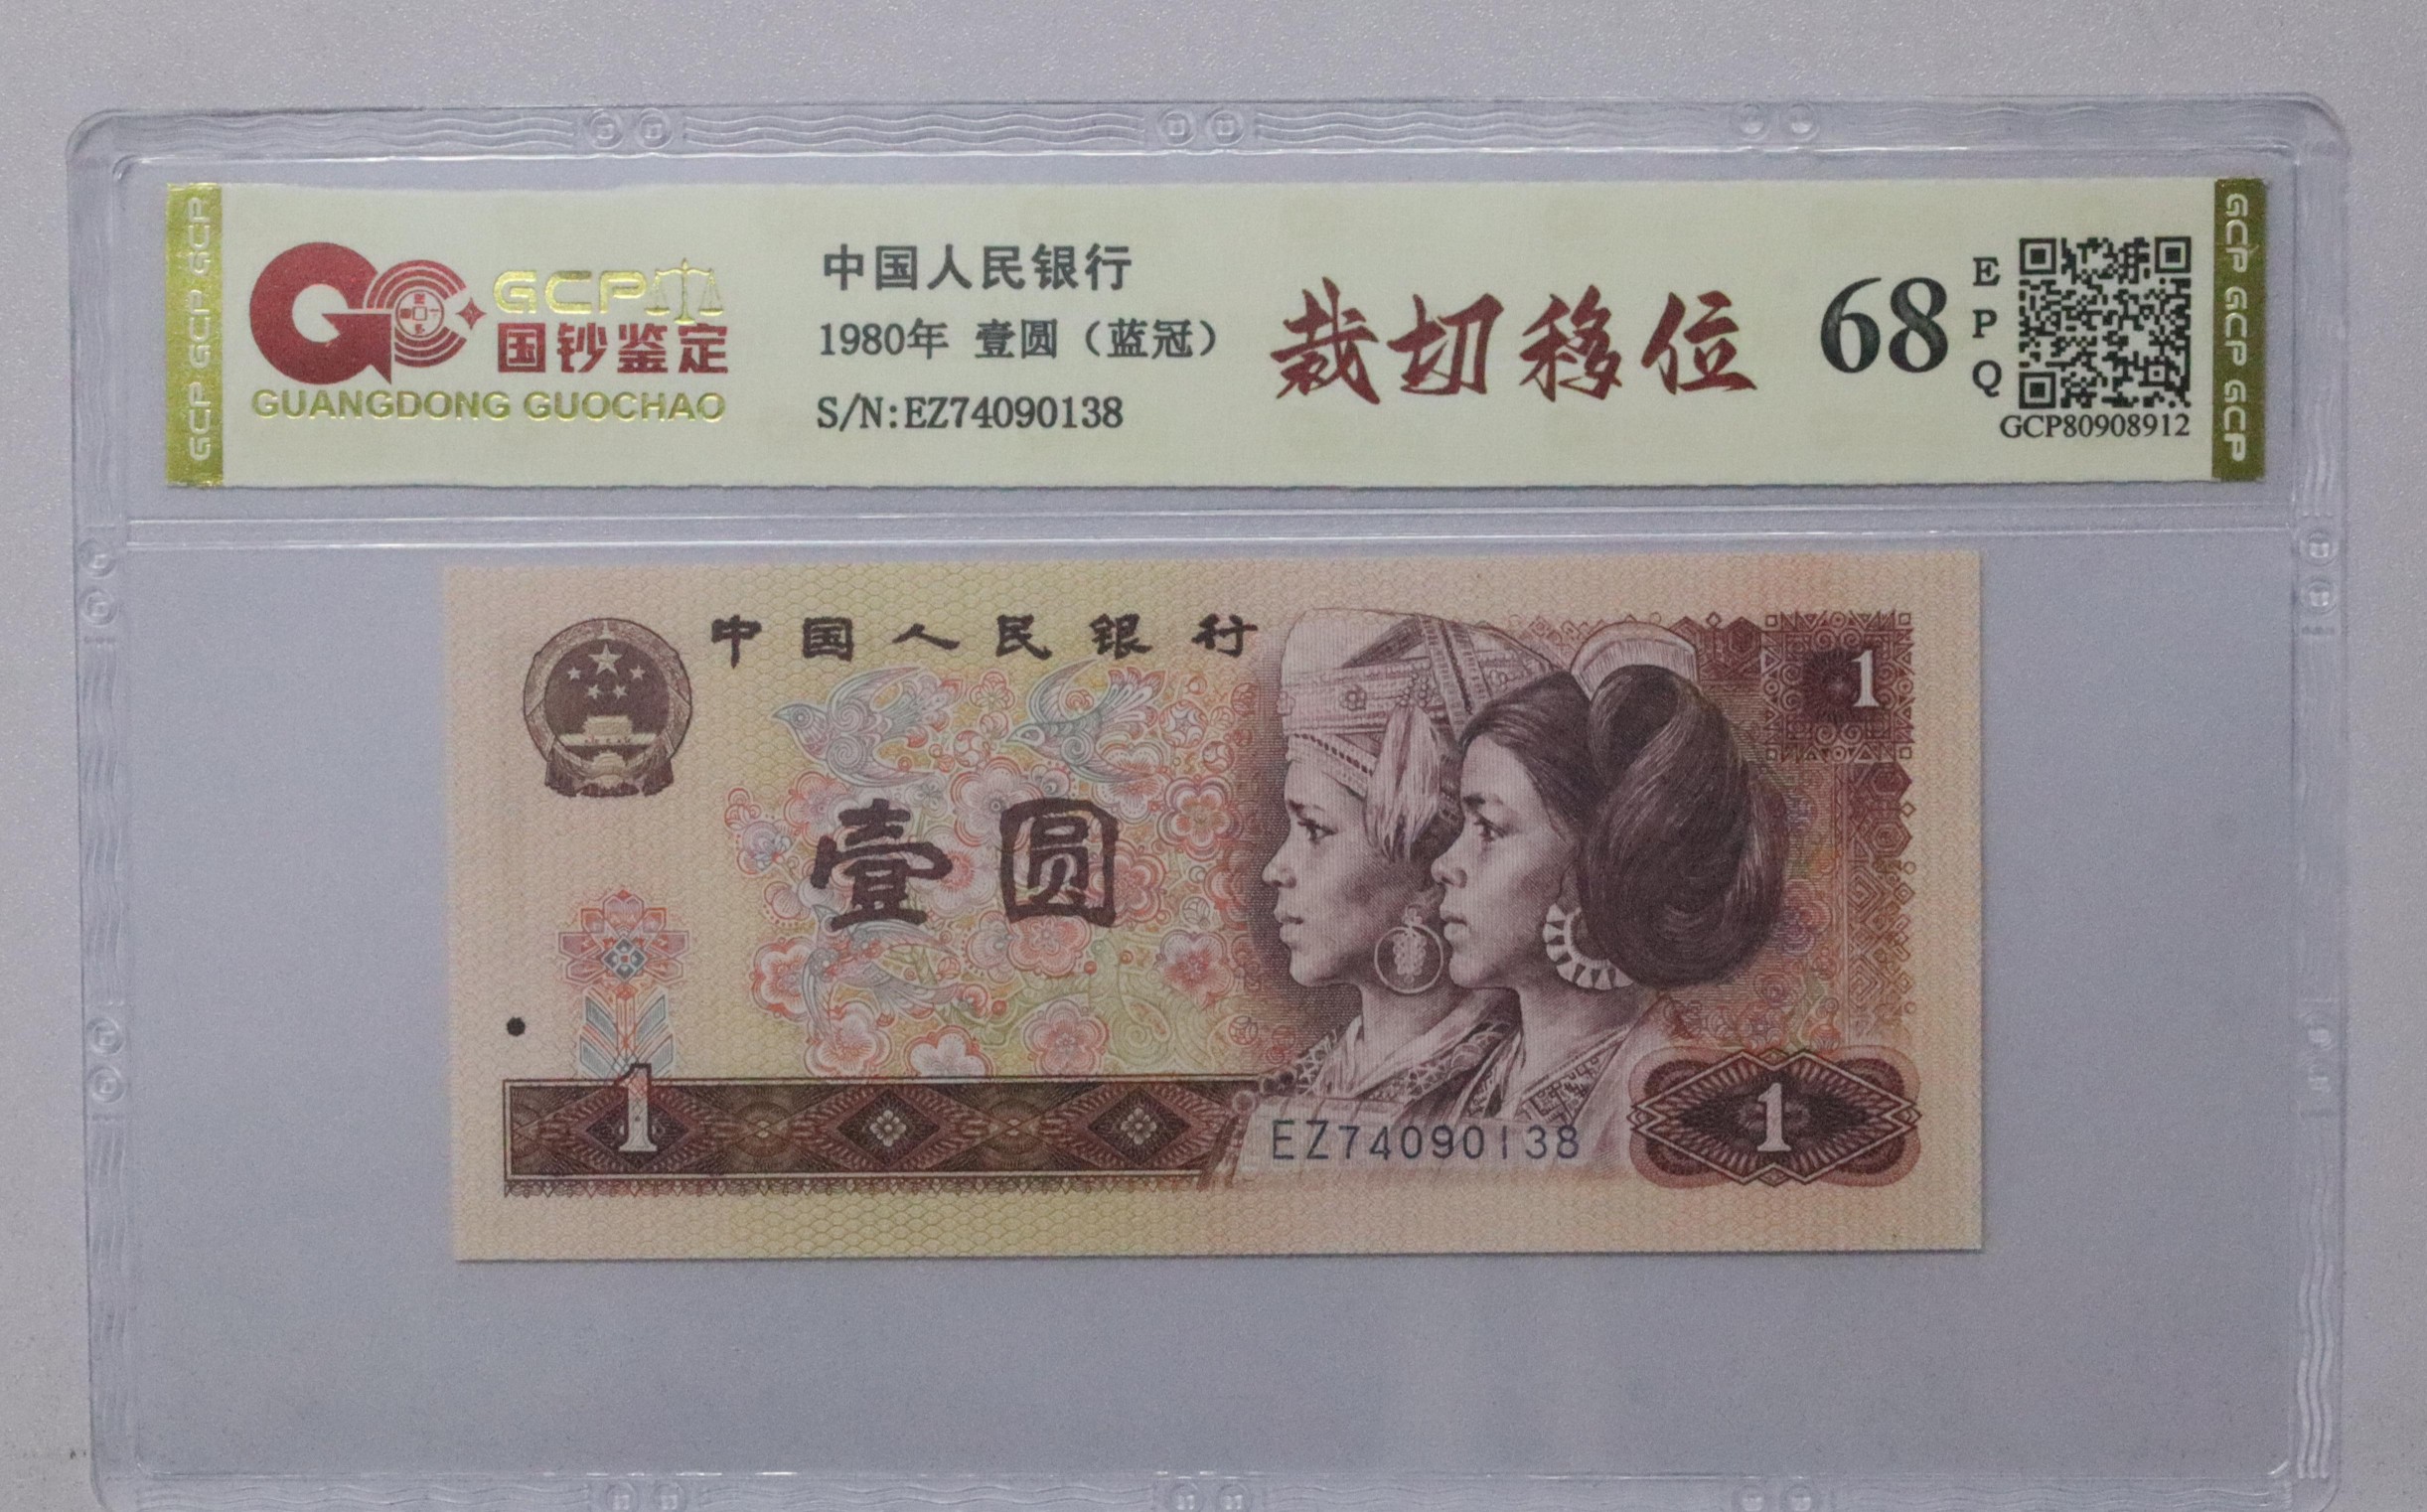 GCP GCP GCP
GCP
国钞鉴定
GUANGDONG GUOCHAO
中国人民银行
1980年 壹圆（蓝冠）
S/N:EZ74090138
裁切移位
68
E
P
Q
GCP80908912
GCP GCP GCP
中国人民银行
1
壹圆
1
EZ74090138
1